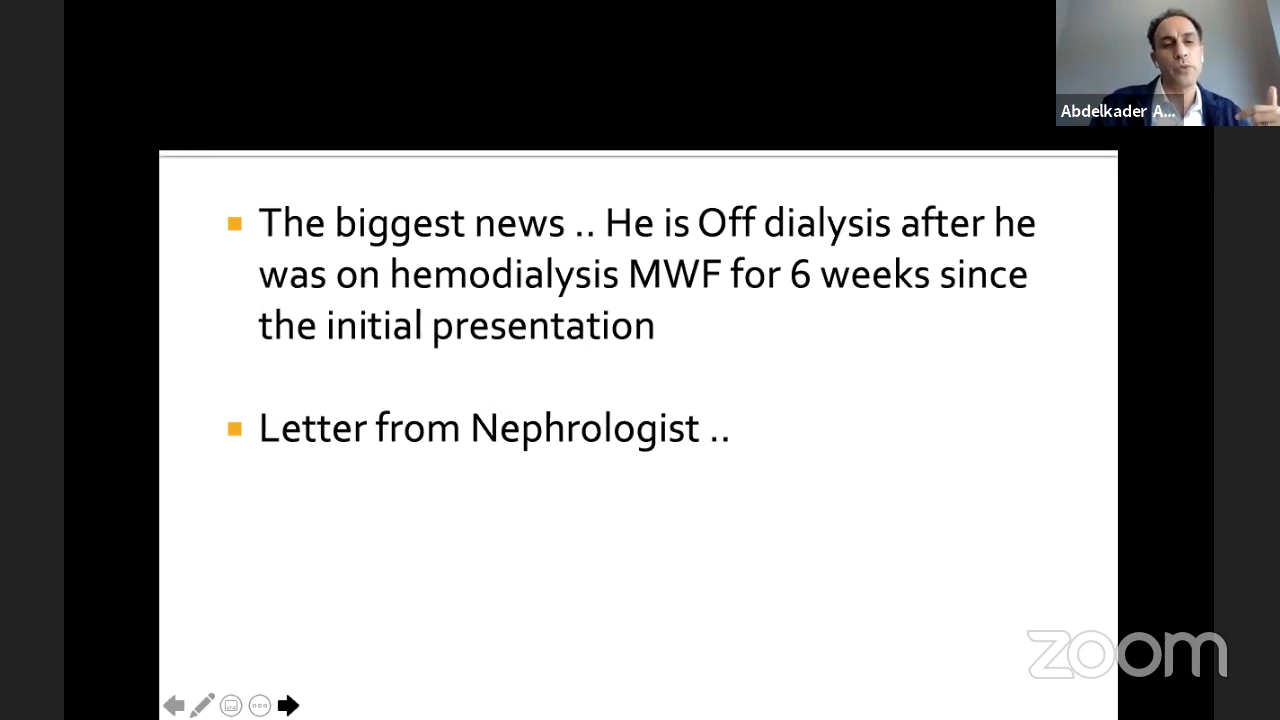 Abdelkader A...
The biggest news .. He is Off dialysis after he
was on hemodialysis MWF for 6 weeks since
the initial presentation
Letter from Nephrologist ..
zoom